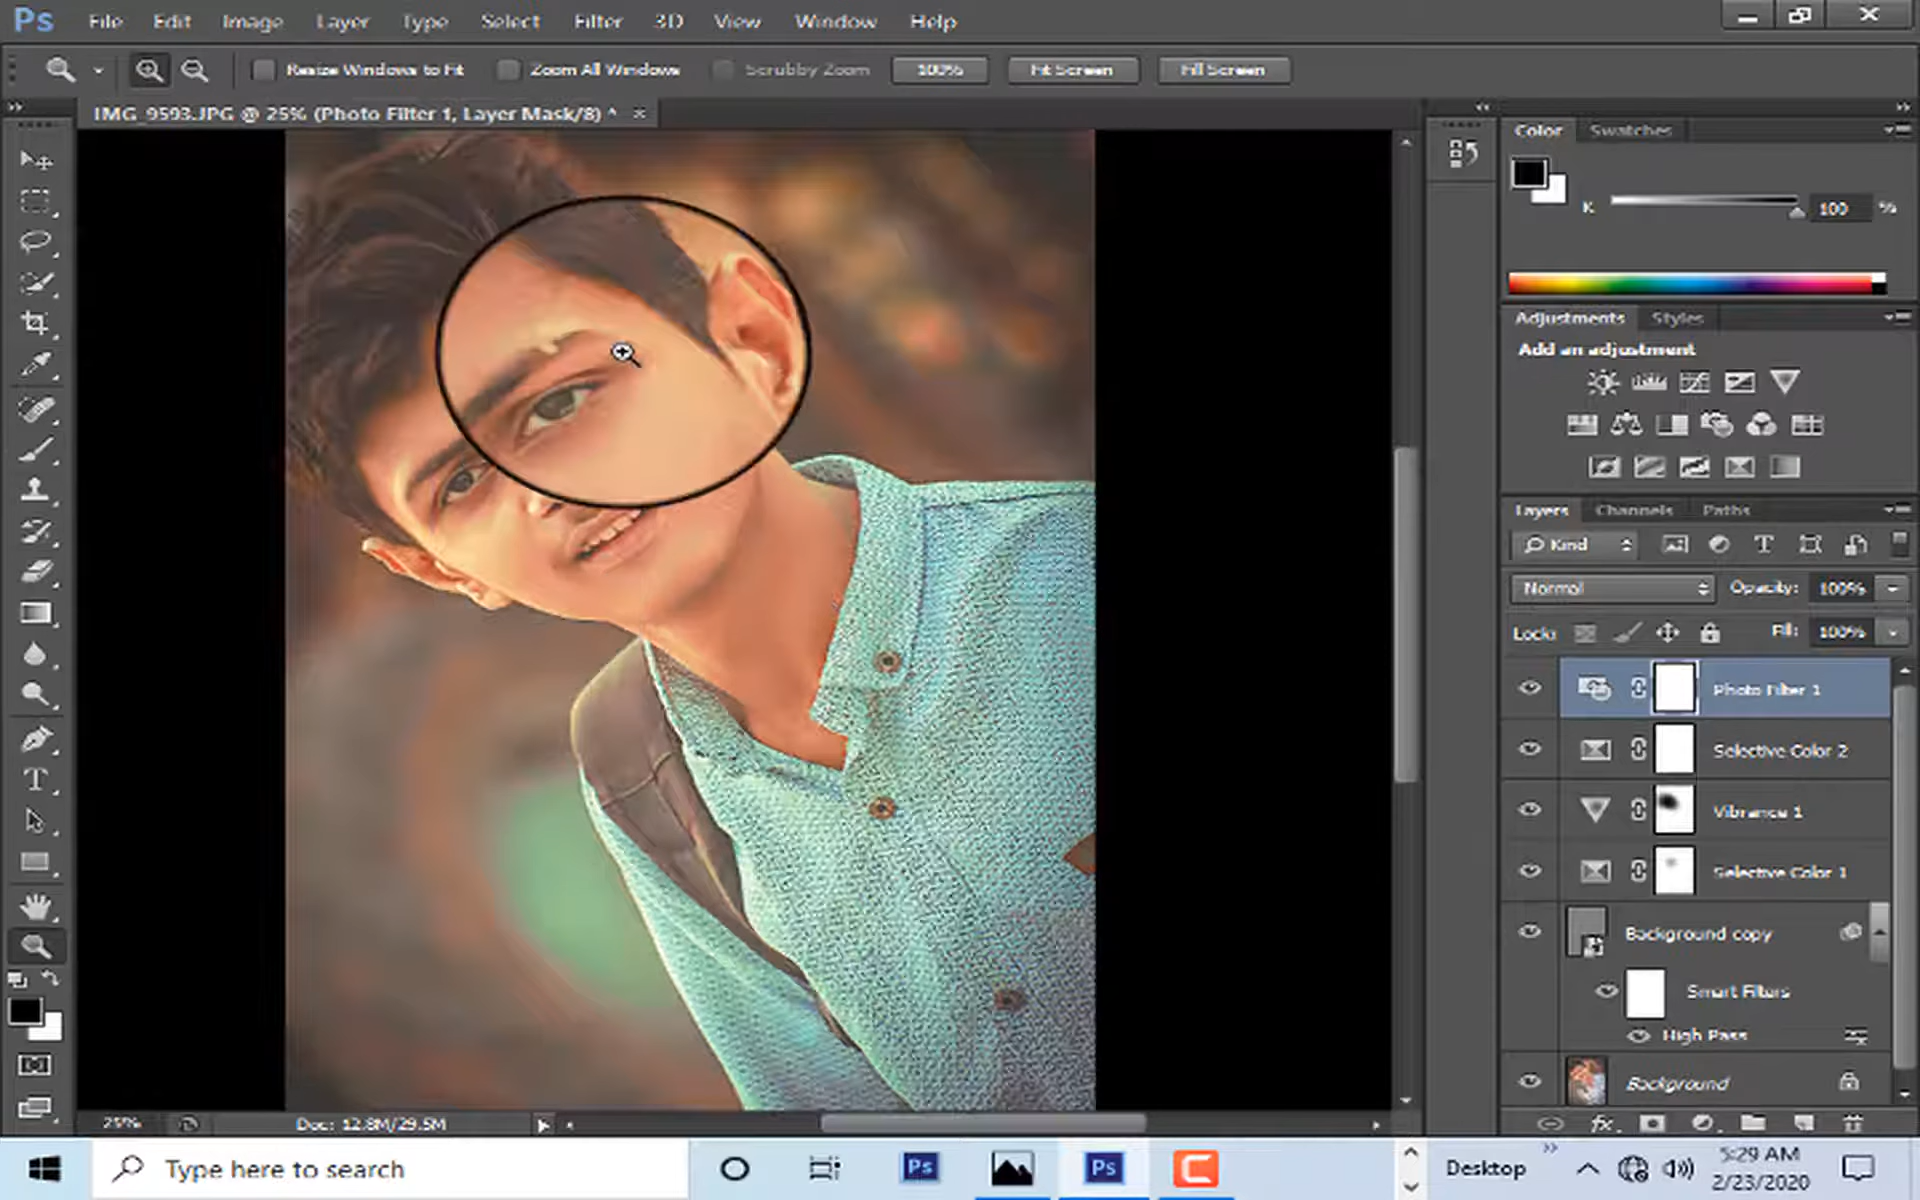 Ps File Edit Image Layer Type Select Filter 3D View Window Help
Resize Windows to Fit Zoom All Windows Scrubby Zoom 100% Fit Screen Fill Screen
IMG_9593.JPG @ 25% (Photo Filter 1, Layer Mask/8) * ×
Color Swatches
K 100 %
Adjustments Styles
Add an adjustment
Layers Channels Paths
Kind
Normal Opacity: 100%
Lock: Fill: 100%
Photo Filter 1
Selective Color 2
Vibrance 1
Selective Color 1
Background copy
Smart Filters
High Pass
Background
25% Doc: 12.8M/29.5M
Type here to search
Ps
Ps
Desktop
5:29 AM
2/23/2020